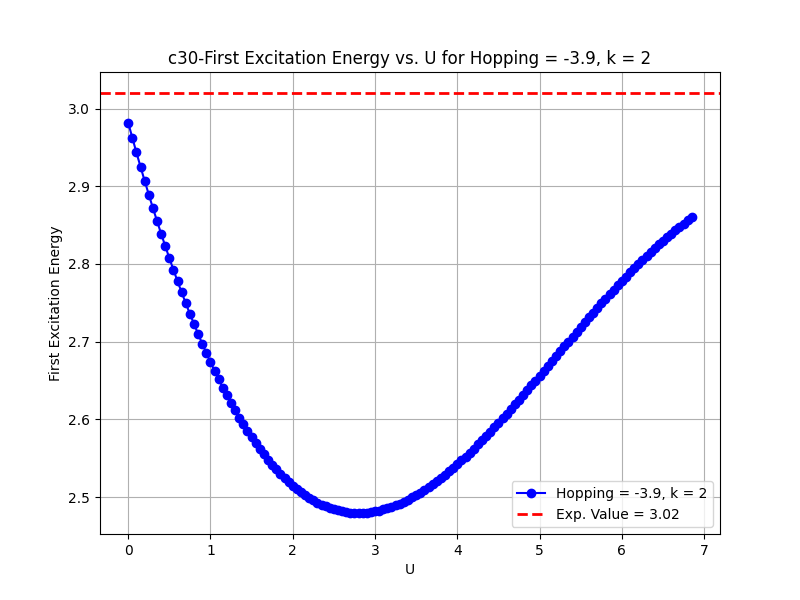 c30-First Excitation Energy vs. U for Hopping = -3.9, k = 2
First Excitation Energy
3.0
2.9
2.8
2.7
2.6
2.5
0 1 2 3 4 5 6 7
U
Hopping = -3.9, k = 2
Exp. Value = 3.02